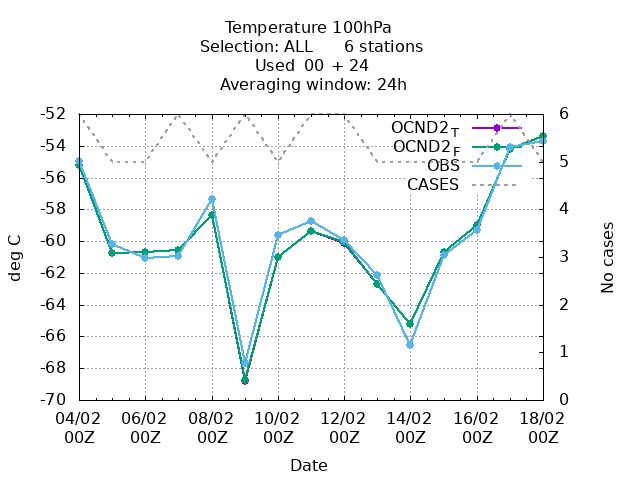 Temperature 100hPa
Selection: ALL 6 stations
Used 00 + 24
Averaging window: 24h
-52
-54
-56
-58
-60
-62
-64
-66
-68
-70
deg C
6
5
4
3
2
1
0
No cases
OCND2T
OCND2F
OBS
CASES
04/02 06/02 08/02 10/02 12/02 14/02 16/02 18/02
00Z 00Z 00Z 00Z 00Z 00Z 00Z 00Z
Date